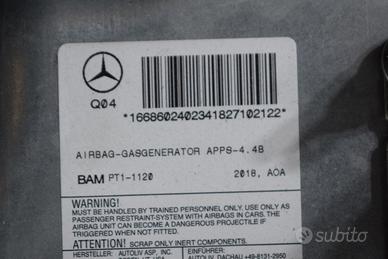 Q04
*1668602402341827102122*
AIRBAG-GASGENERATOR APPS-4.4B
BAM PT1-1120 2018, AOA
WARNING!
MUST BE HANDLED BY TRAINED PERSONNEL ONLY. USE ONLY AS
PASSENGER RESTRAINT-SYSTEM WITH AIRBAGS IN CARS. THE
AIRBAG UNIT CAN BECOME A DANGEROUS PROJECTILE IF
TRIGGERED WHEN NOT FITTED.
ATTENTION! SCRAP ONLY INERT COMPONENTS.
HERSTELLER: AUTOLIV ASP, INC. EINFÜHRER:
AUTOLIV, DACHAU +49-8131-2950
subito